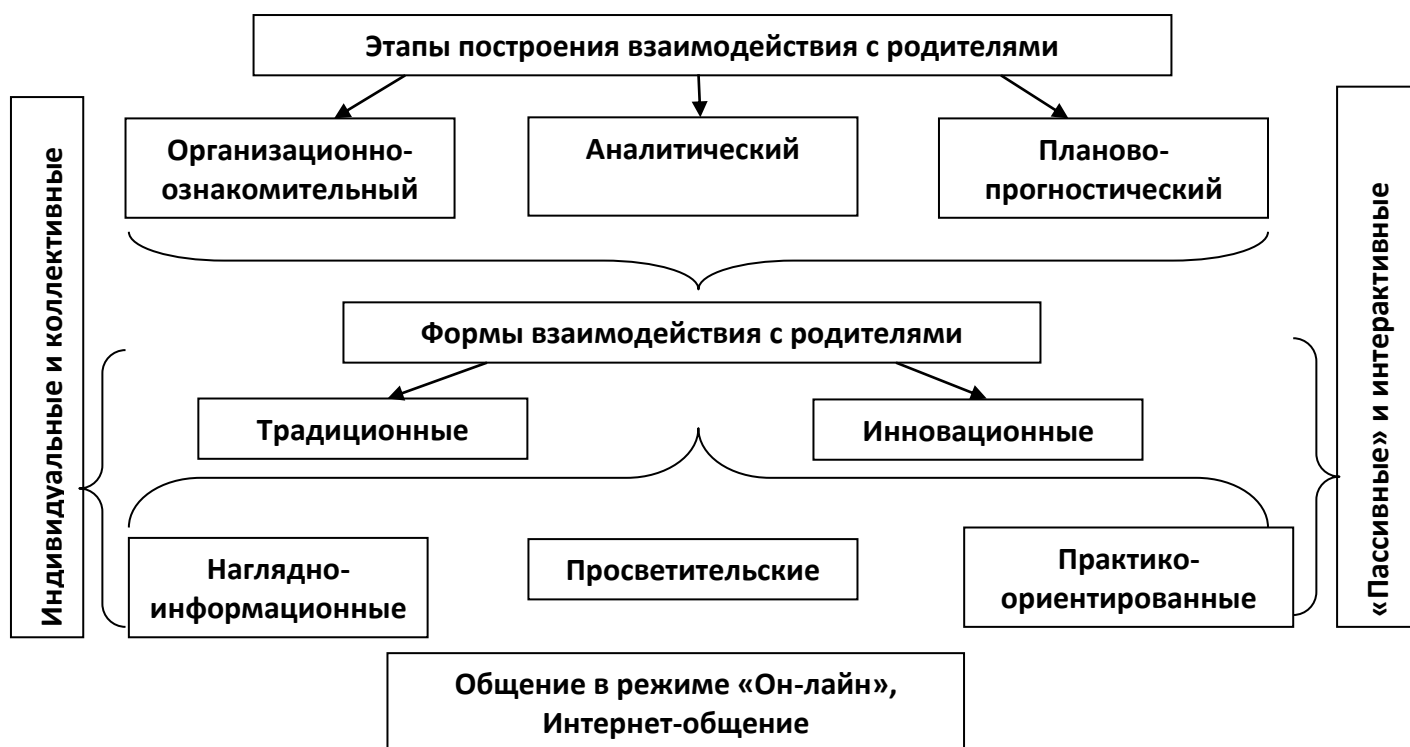 Этапы построения взаимодействия с родителями
Индивидуальные и коллективные
Организационно-
ознакомительный
Аналитический
Планово-
прогностический
«Пассивные» и интерактивные
Формы взаимодействия с родителями
Традиционные
Инновационные
Наглядно-
информационные
Просветительские
Практико-
ориентированные
Общение в режиме «Он-лайн»,
Интернет-общение